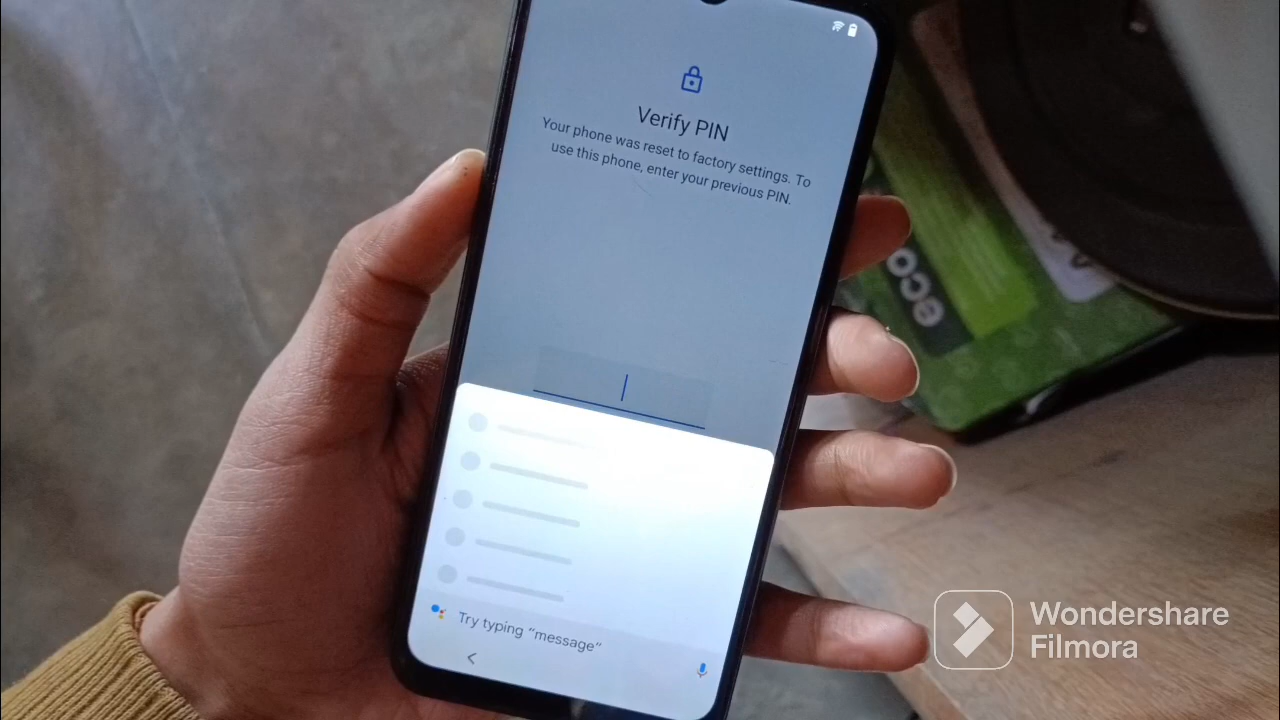 Verify PIN
Your phone was reset to factory settings. To
use this phone, enter your previous PIN.
Try typing “message”
eco
Wondershare
Filmora